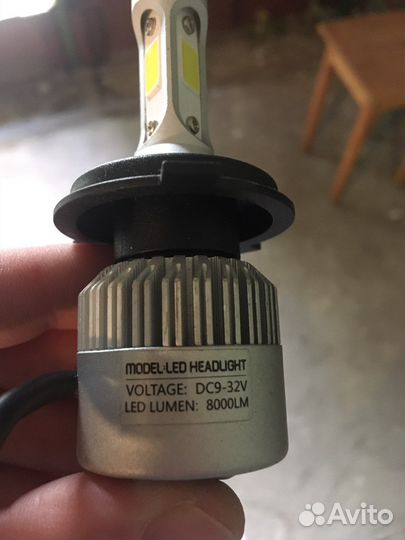 MODEL:LED HEADLIGHT
VOLTAGE: DC9-32V
LED LUMEN: 8000LM
Avito